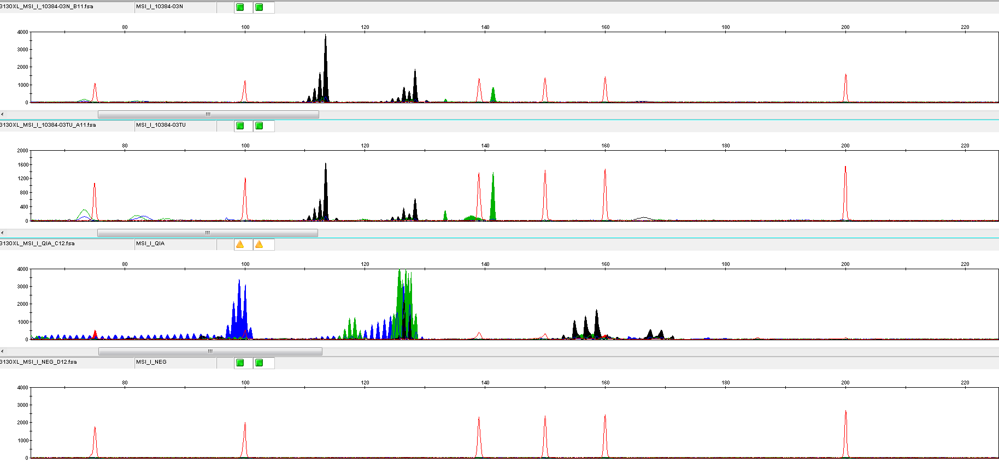 3130XL_MSI_I_10384-03N_B11.fsa MSI_I_10384-03N
80 100 120 140 160 180 200 220
4000
3000
2000
1000
0
3130XL_MSI_I_10384-03TU_A11.fsa MSI_I_10384-03TU
80 100 120 140 160 180 200 220
2000
1600
1200
800
400
0
3130XL_MSI_I_QIA_C12.fsa MSI_I_QIA
80 100 120 140 160 180 200 220
4000
3000
2000
1000
0
3130XL_MSI_I_NEG_D12.fsa MSI_I_NEG
80 100 120 140 160 180 200 220
4000
3000
2000
1000
0